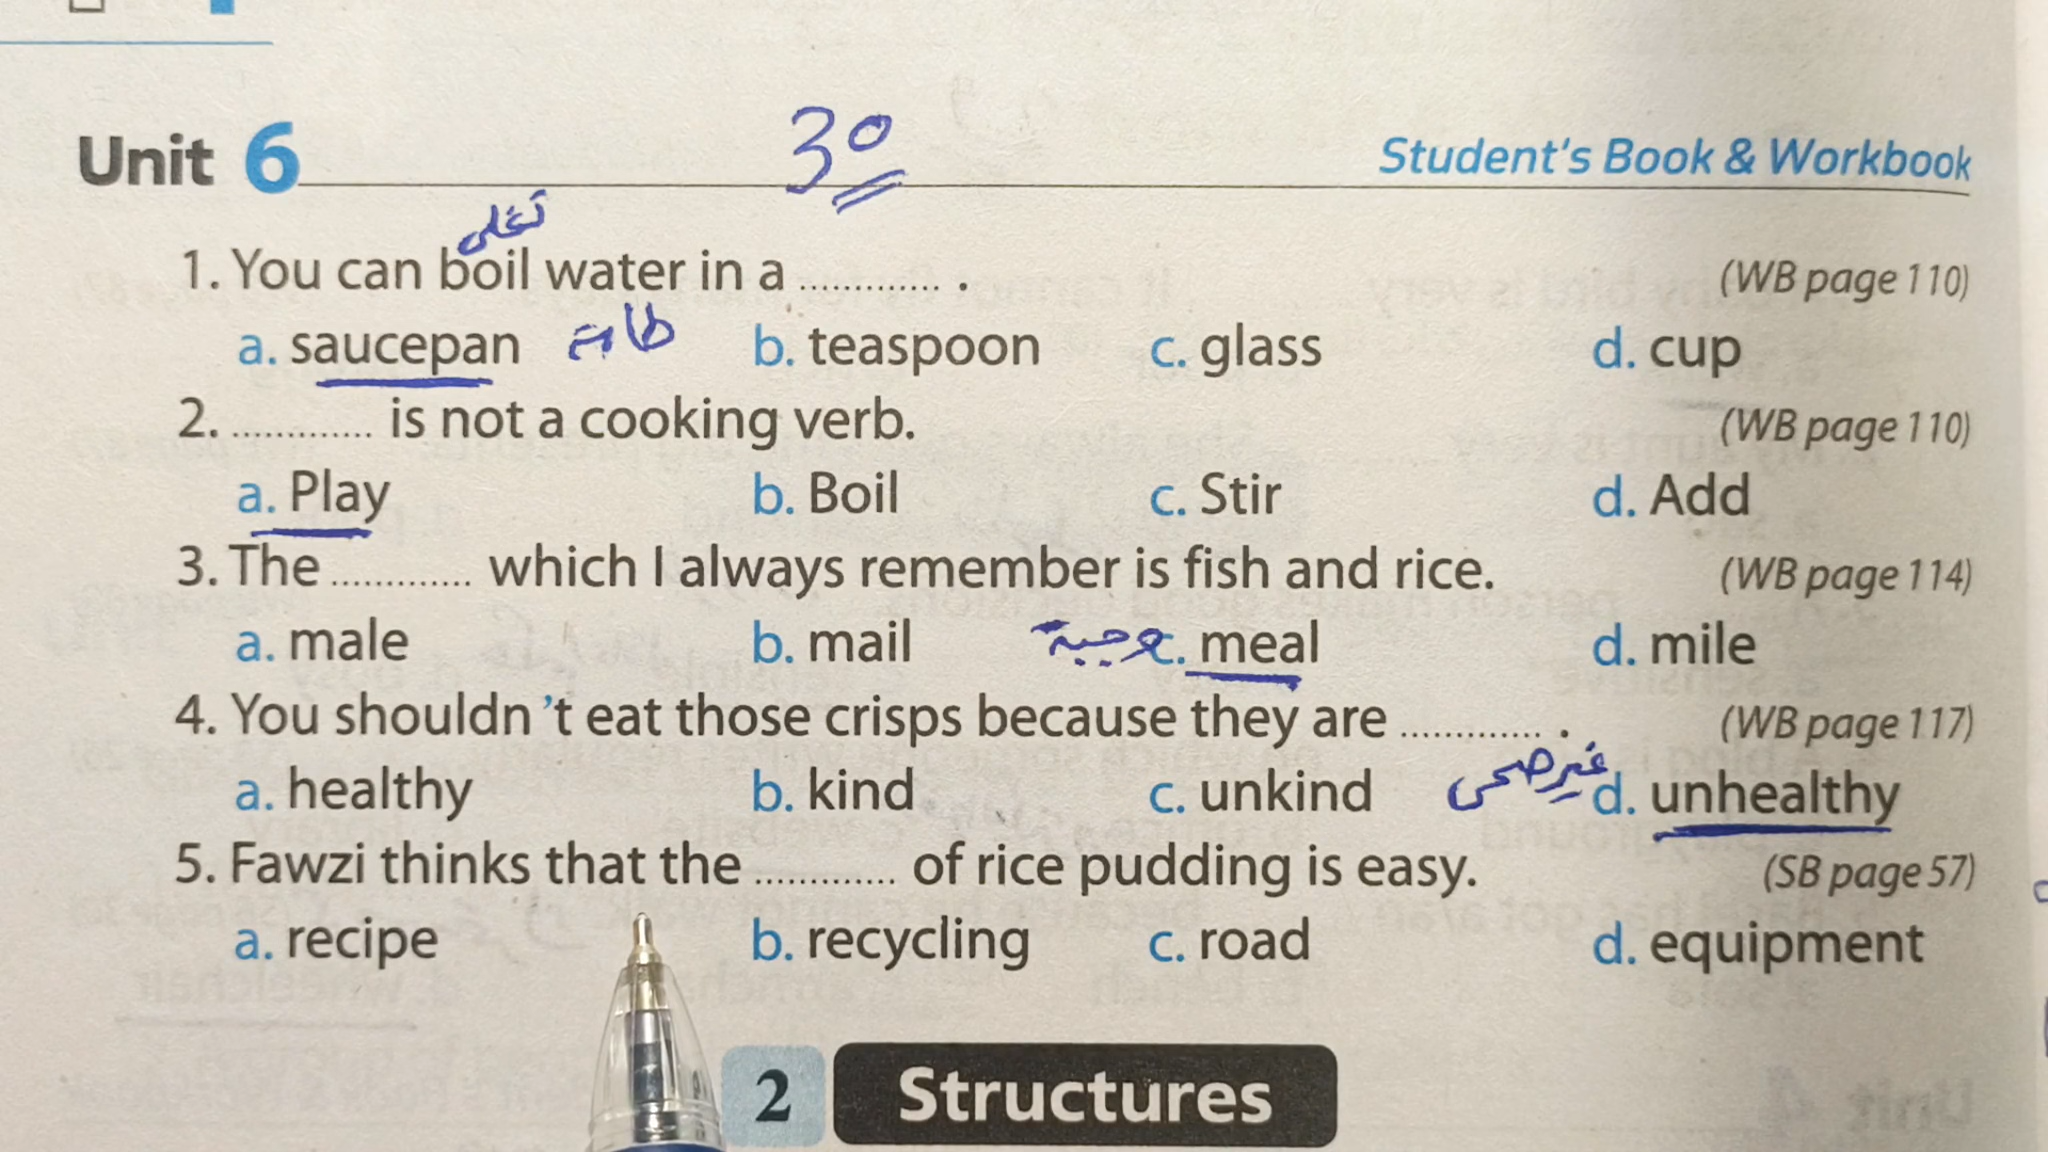 Unit 6
30
Student's Book & Workbook
تغلى
1. You can boil water in a ............. .
(WB page 110)
a. saucepan
b. teaspoon
c. glass
d. cup
2. ............. is not a cooking verb.
(WB page 110)
a. Play
b. Boil
c. Stir
d. Add
3. The ............. which I always remember is fish and rice.
(WB page 114)
a. male
b. mail
وجبة
c. meal
d. mile
4. You shouldn't eat those crisps because they are ............. .
(WB page 117)
a. healthy
b. kind
c. unkind
غير صحى
d. unhealthy
5. Fawzi thinks that the ............. of rice pudding is easy.
(SB page 57)
a. recipe
b. recycling
c. road
d. equipment
2 Structures